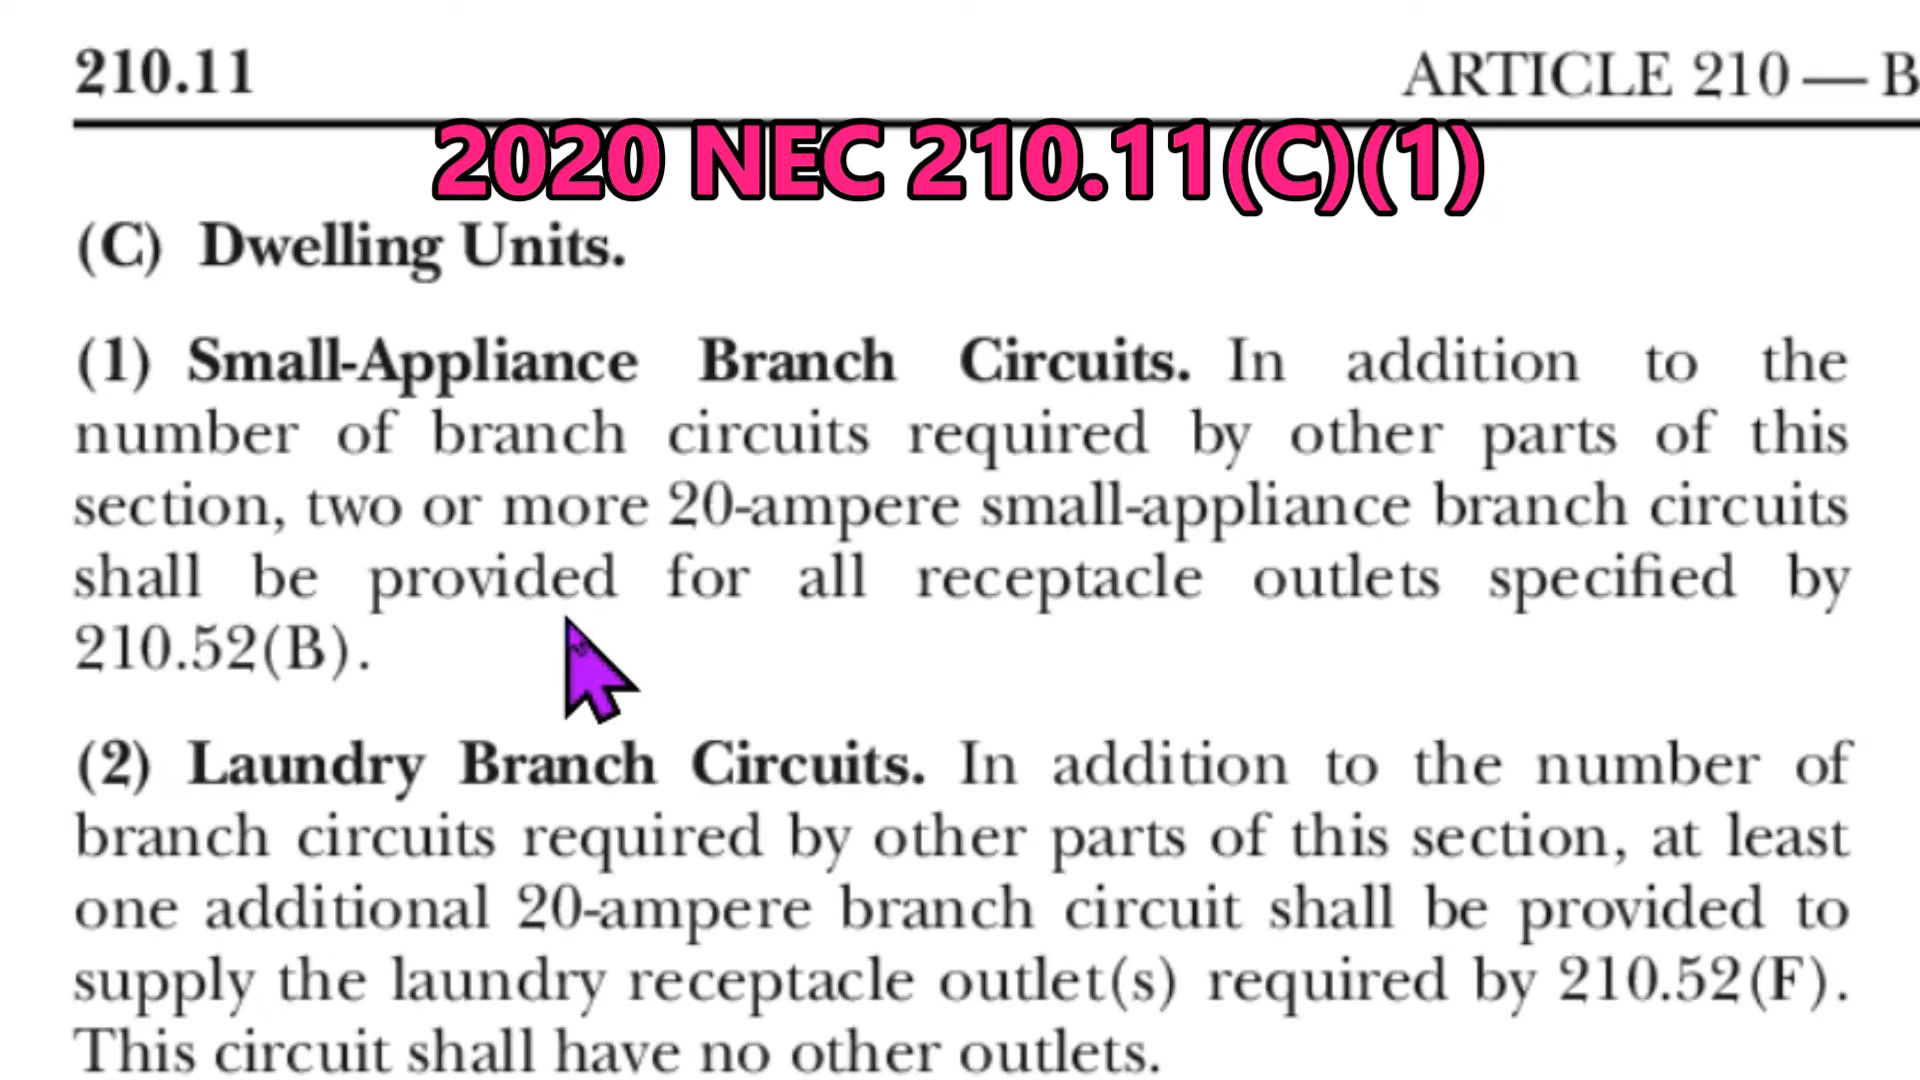 210.11
ARTICLE 210 — B
2020 NEC 210.11(C)(1)
(C) Dwelling Units.
(1) Small-Appliance Branch Circuits. In addition to the
number of branch circuits required by other parts of this
section, two or more 20-ampere small-appliance branch circuits
shall be provided for all receptacle outlets specified by
210.52(B).
(2) Laundry Branch Circuits. In addition to the number of
branch circuits required by other parts of this section, at least
one additional 20-ampere branch circuit shall be provided to
supply the laundry receptacle outlet(s) required by 210.52(F).
This circuit shall have no other outlets.